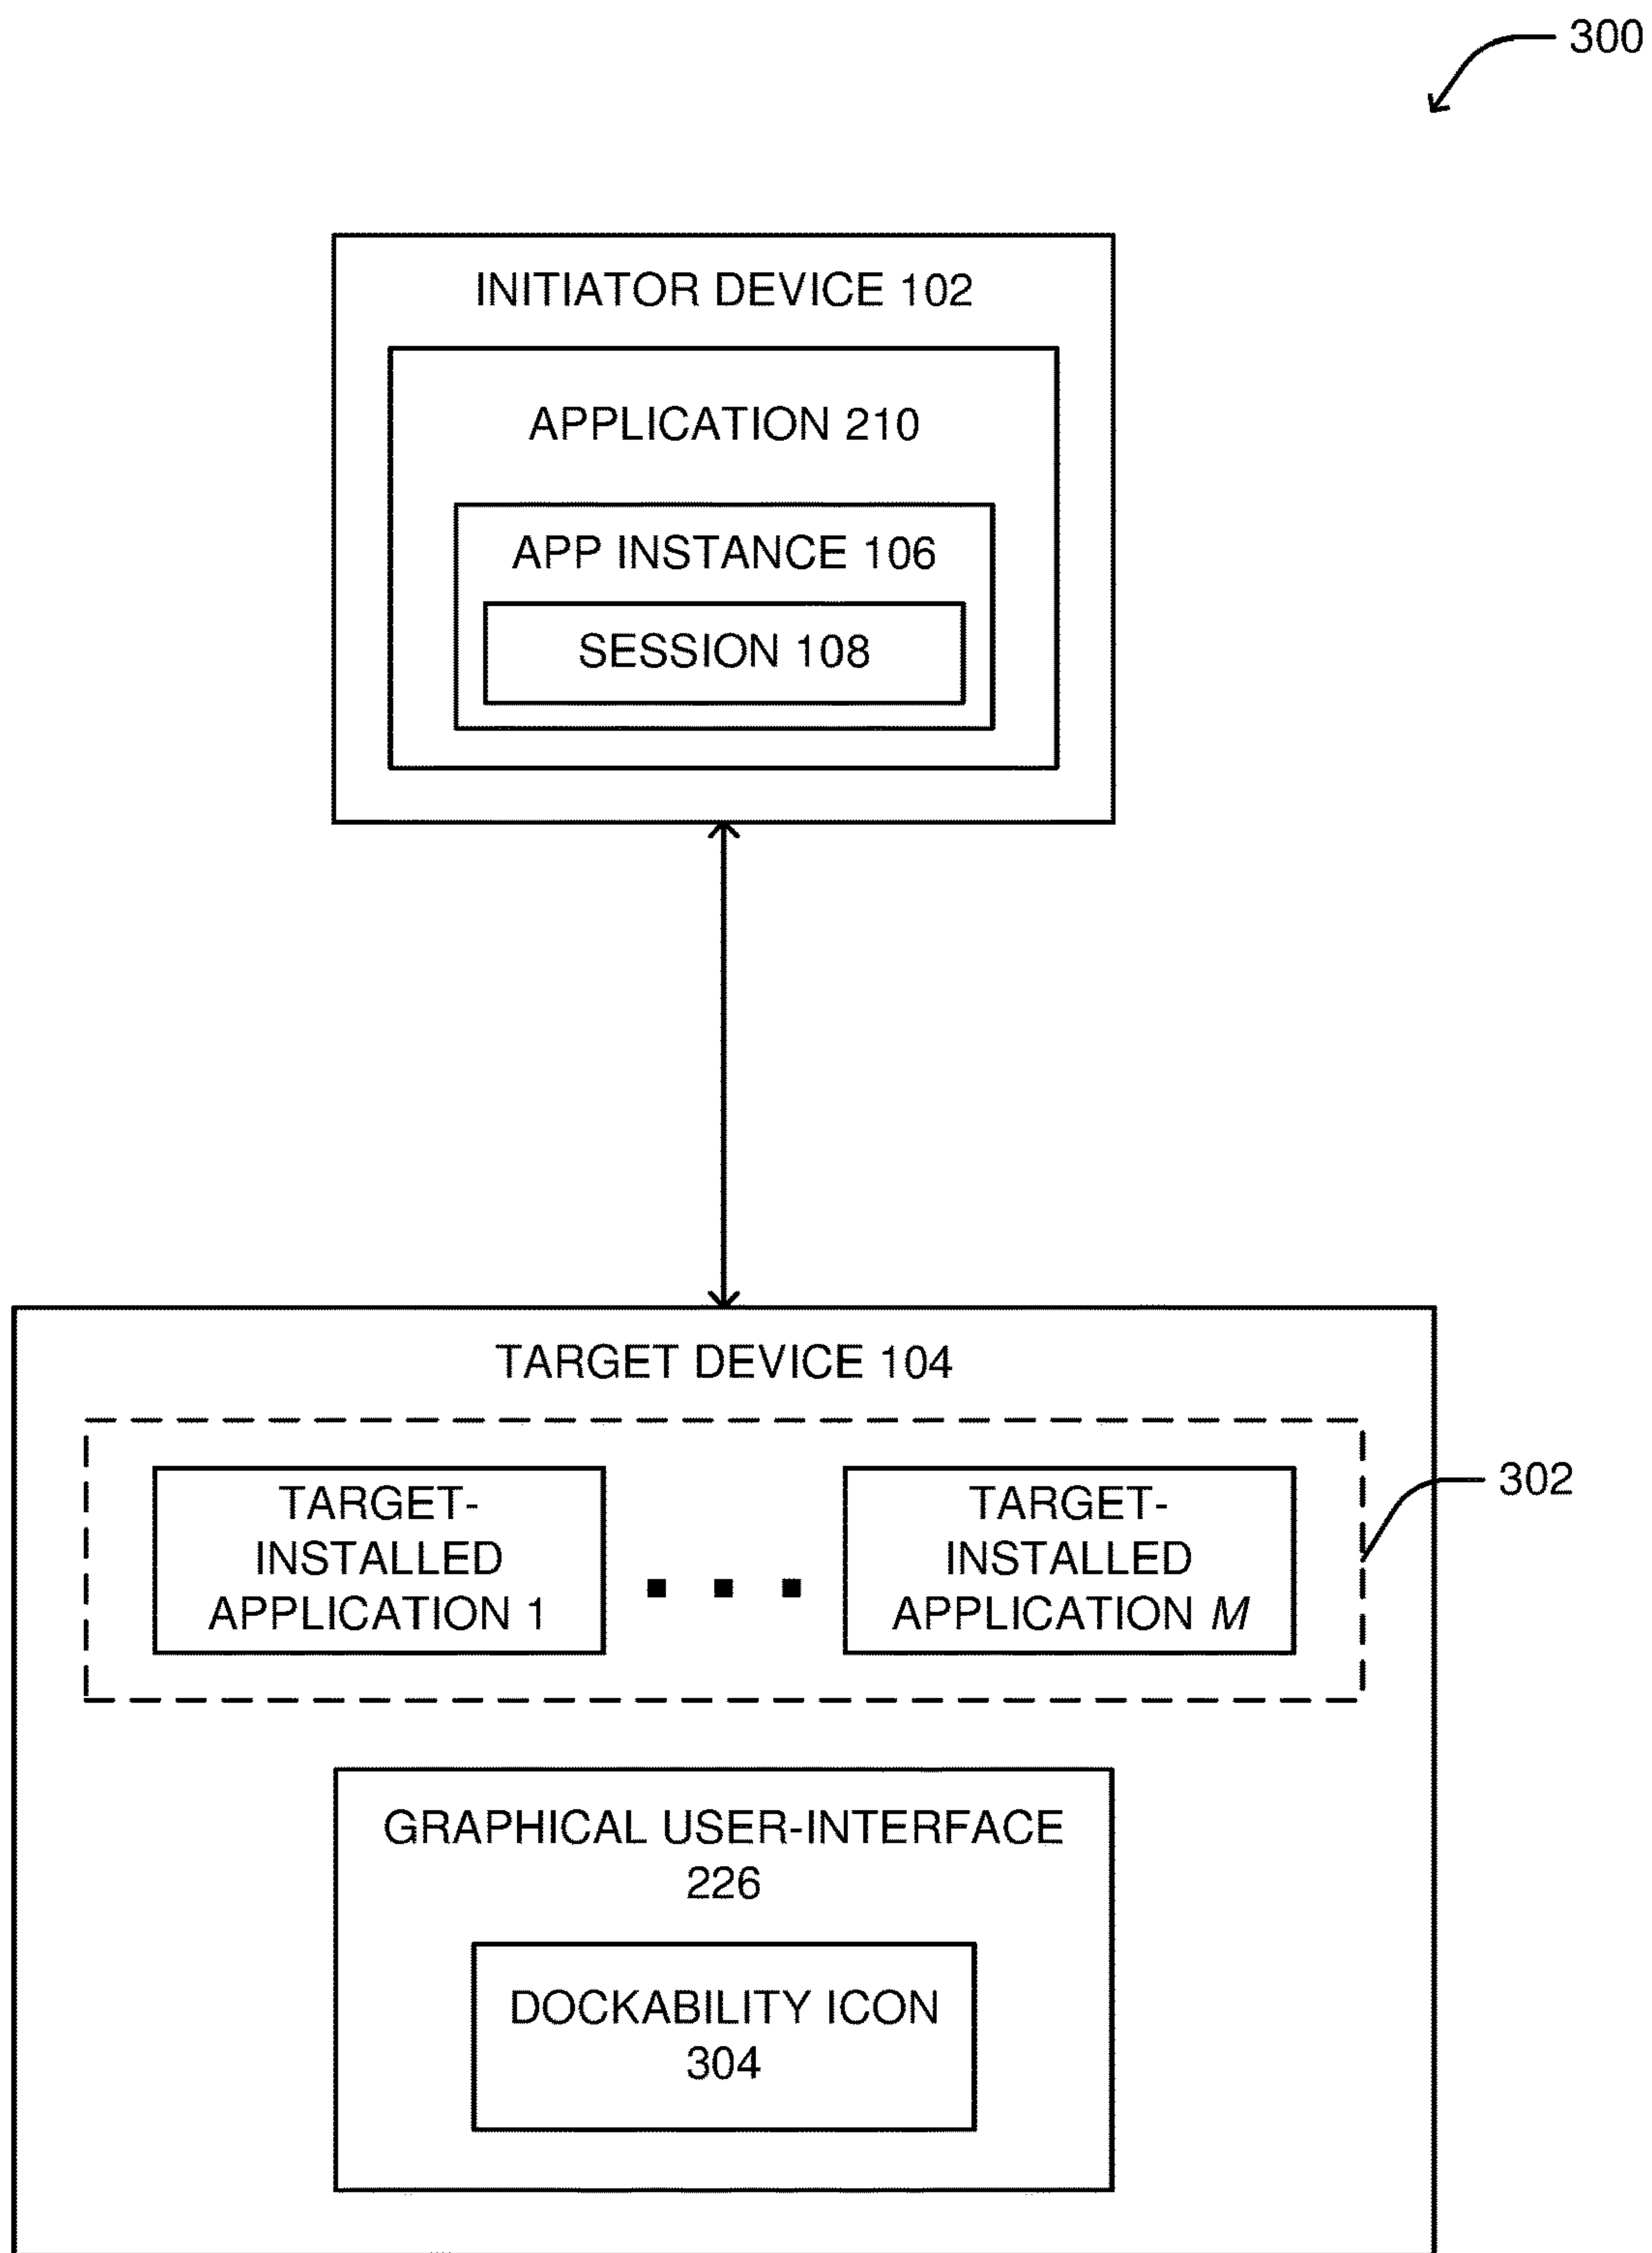 300
INITIATOR DEVICE 102
APPLICATION 210
APP INSTANCE 106
SESSION 108
TARGET DEVICE 104
TARGET-
INSTALLED
APPLICATION 1
TARGET-
INSTALLED
APPLICATION M
302
GRAPHICAL USER-INTERFACE
226
DOCKABILITY ICON
304